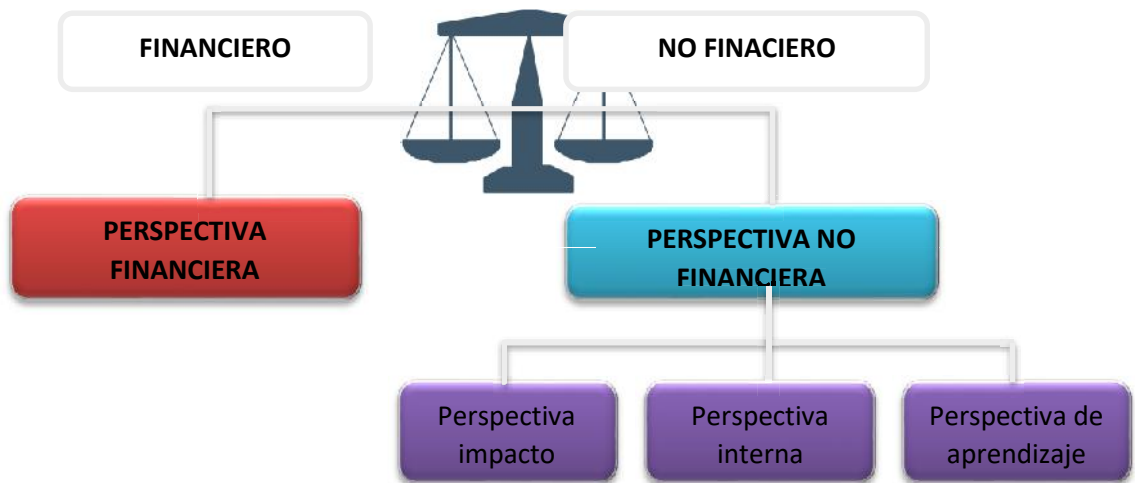 FINANCIERO
NO FINACIERO
PERSPECTIVA
FINANCIERA
PERSPECTIVA NO
FINANCIERA
Perspectiva
impacto
Perspectiva
interna
Perspectiva de
aprendizaje